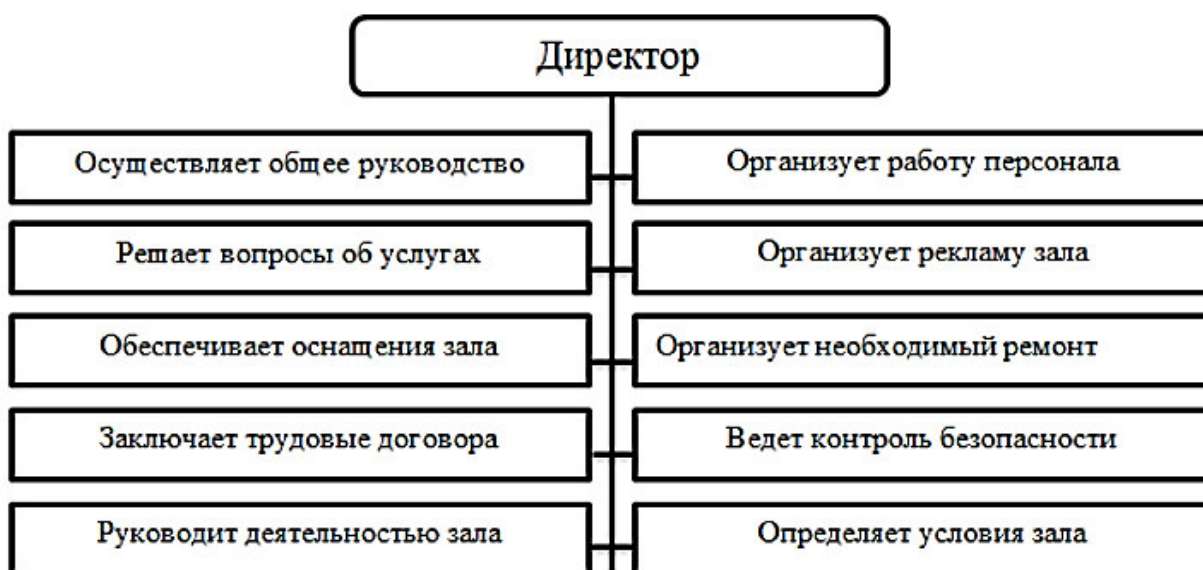 Директор
Осуществляет общее руководство
Организует работу персонала
Решает вопросы об услугах
Организует рекламу зала
Обеспечивает оснащения зала
Организует необходимый ремонт
Заключает трудовые договора
Ведет контроль безопасности
Руководит деятельностью зала
Определяет условия зала